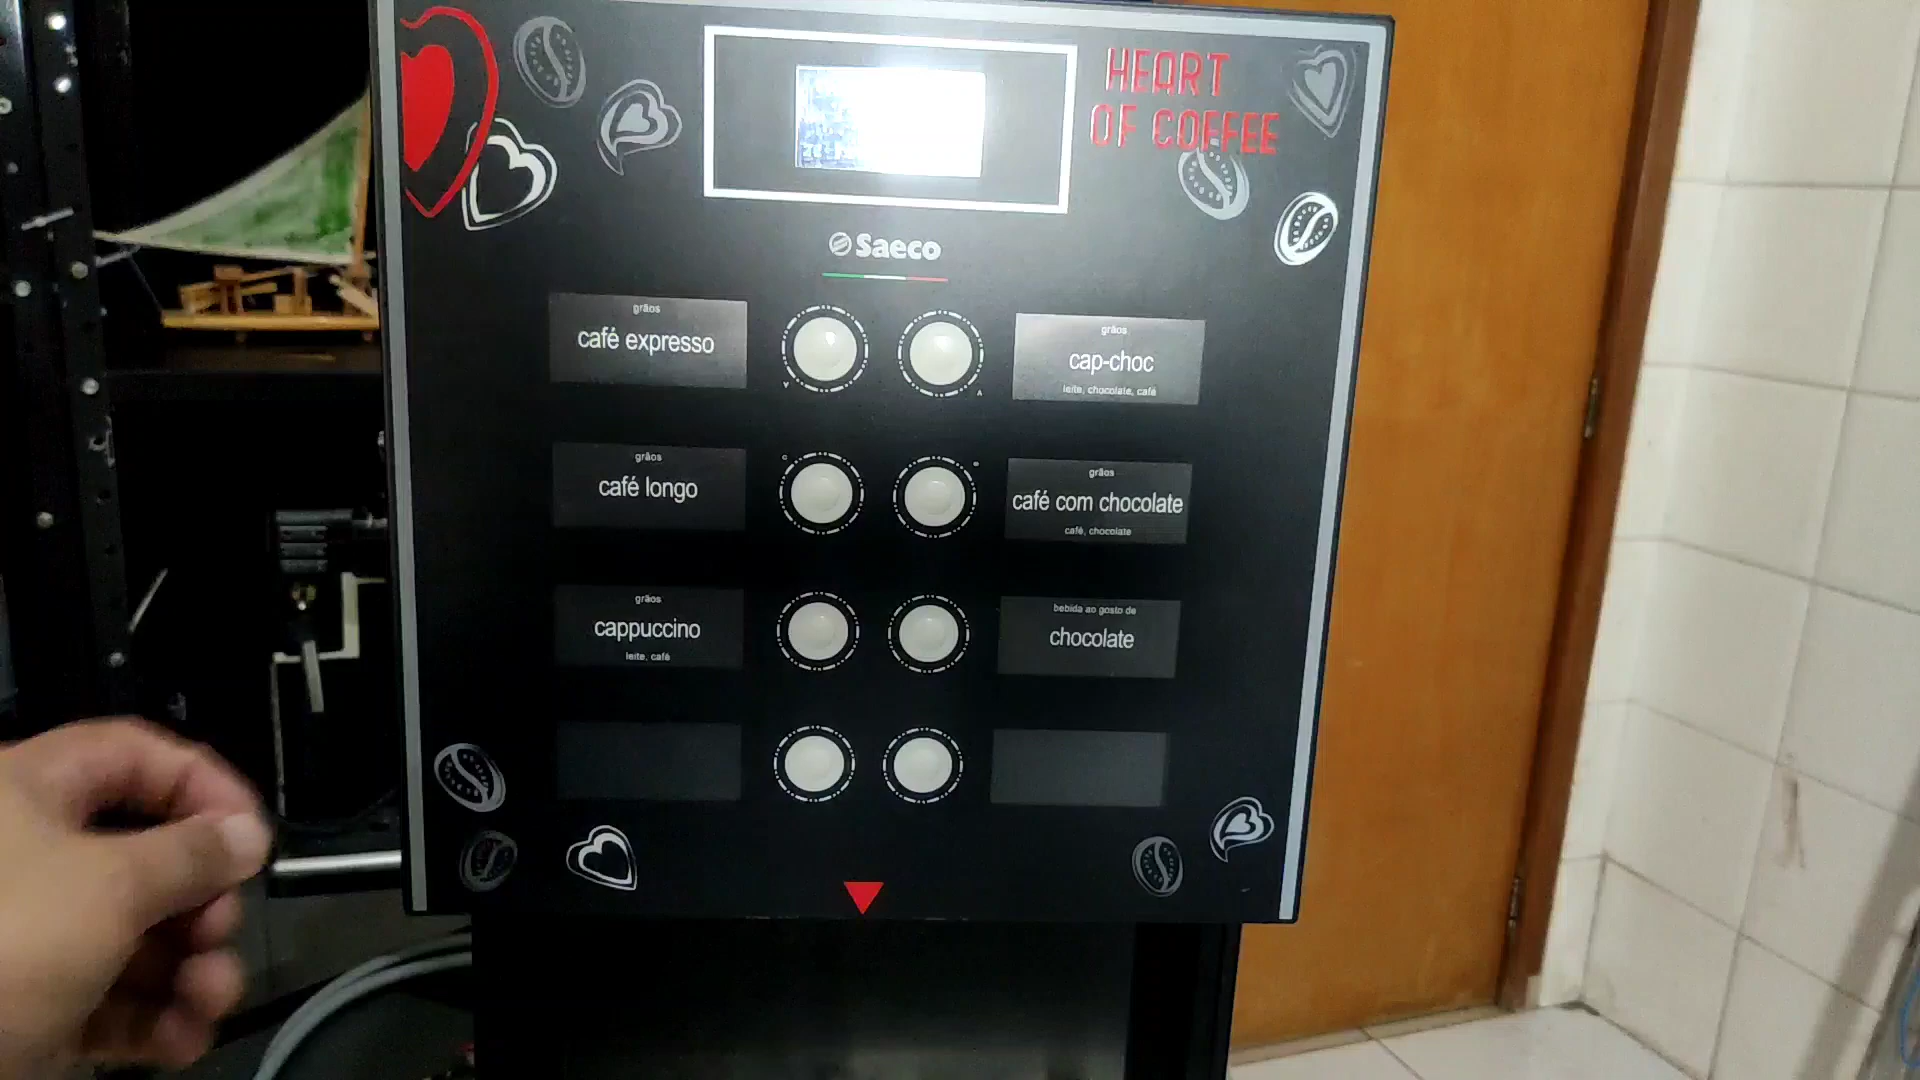 HEART
OF COFFEE
Saeco
grãos
café expresso
grãos
cap-choc
leite, chocolate, café
grãos
café longo
grãos
café com chocolate
café, chocolate
grãos
cappuccino
leite, café
bebida ao gosto de
chocolate